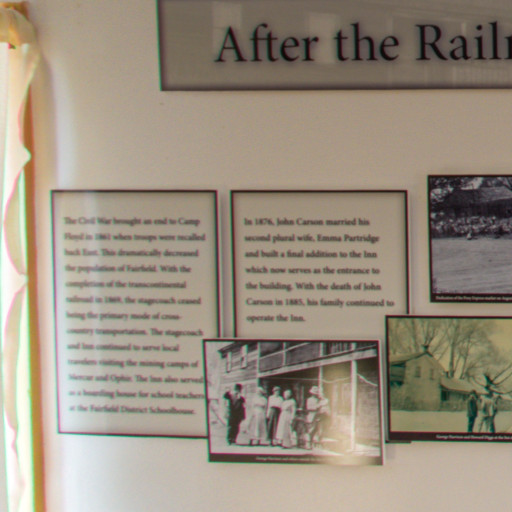 After the Railr
The Civil War brought an end to Camp
Floyd in 1861 when troops were recalled
back East. This dramatically decreased
the population of Fairfield. With the
completion of the transcontinental
railroad in 1869, the stagecoach ceased
being the primary mode of cross-
country transportation. The stagecoach
and Inn continued to serve local
travelers visiting the mining camps of
Mercur and Ophir. The Inn also served
as a boarding house for school teachers
at the Fairfield District Schoolhouse.
In 1876, John Carson married his
second plural wife, Emma Partridge
and built a final addition to the Inn
which now serves as the entrance to
the building. With the death of John
Carson in 1885, his family continued to
operate the Inn.